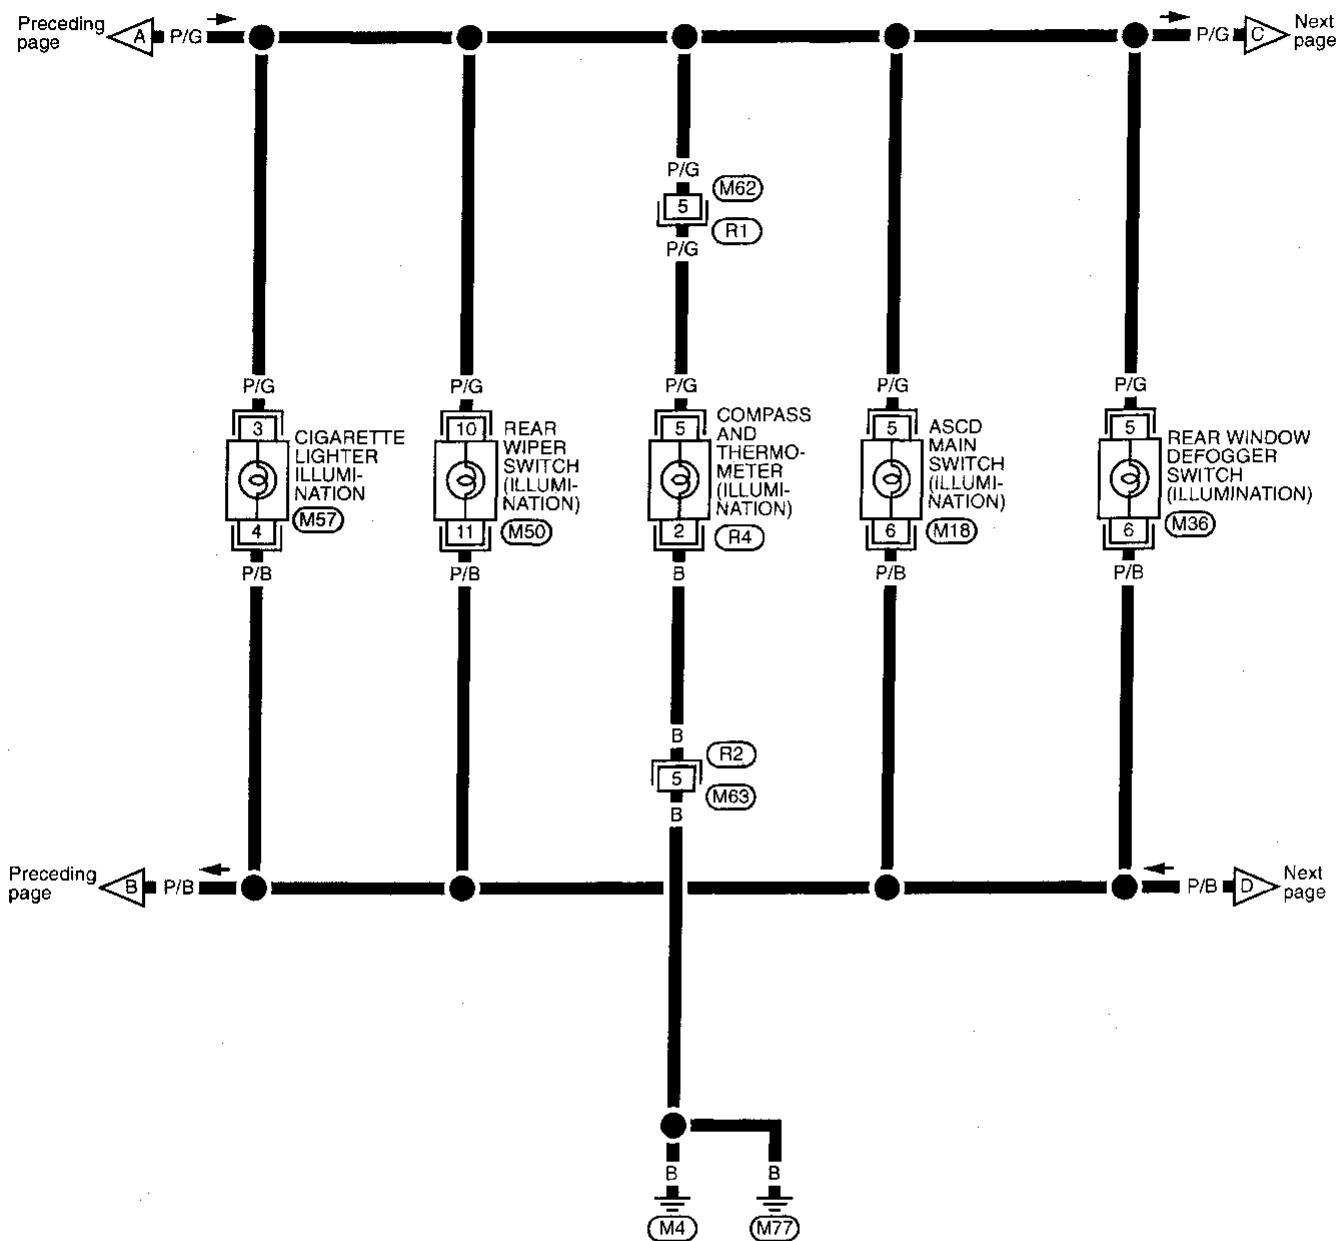 Preceding
page
A
P/G
P/G
C
Next
page
P/G
5
M62
R1
P/G
P/G
3
CIGARETTE
LIGHTER
ILLUMI-
NATION
M57
4
P/B
P/G
10
REAR
WIPER
SWITCH
(ILLUMI-
NATION)
M50
11
P/B
P/G
5
COMPASS
AND
THERMO-
METER
(ILLUMI-
NATION)
R4
2
B
P/G
5
ASCD
MAIN
SWITCH
(ILLUMI-
NATION)
M18
6
P/B
P/G
5
REAR WINDOW
DEFOGGER
SWITCH
(ILLUMINATION)
M36
6
P/B
B
R2
5
M63
B
Preceding
page
B
P/B
P/B
D
Next
page
B
B
M4
M77